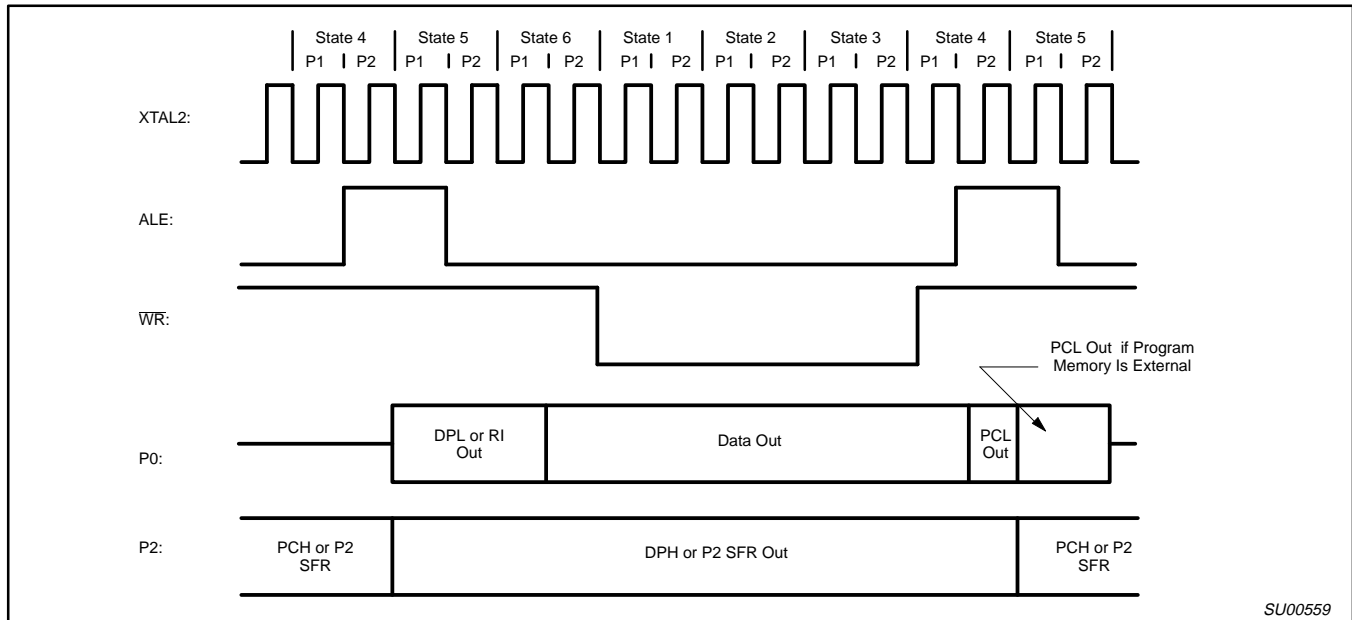 State 4 State 5 State 6 State 1 State 2 State 3 State 4 State 5
P1 P2 P1 P2 P1 P2 P1 P2 P1 P2 P1 P2 P1 P2 P1 P2
XTAL2:
ALE:
WR:
PCL Out if Program
Memory Is External
P0:
DPL or RI
Out
Data Out
PCL
Out
P2:
PCH or P2
SFR
DPH or P2 SFR Out
PCH or P2
SFR
SU00559